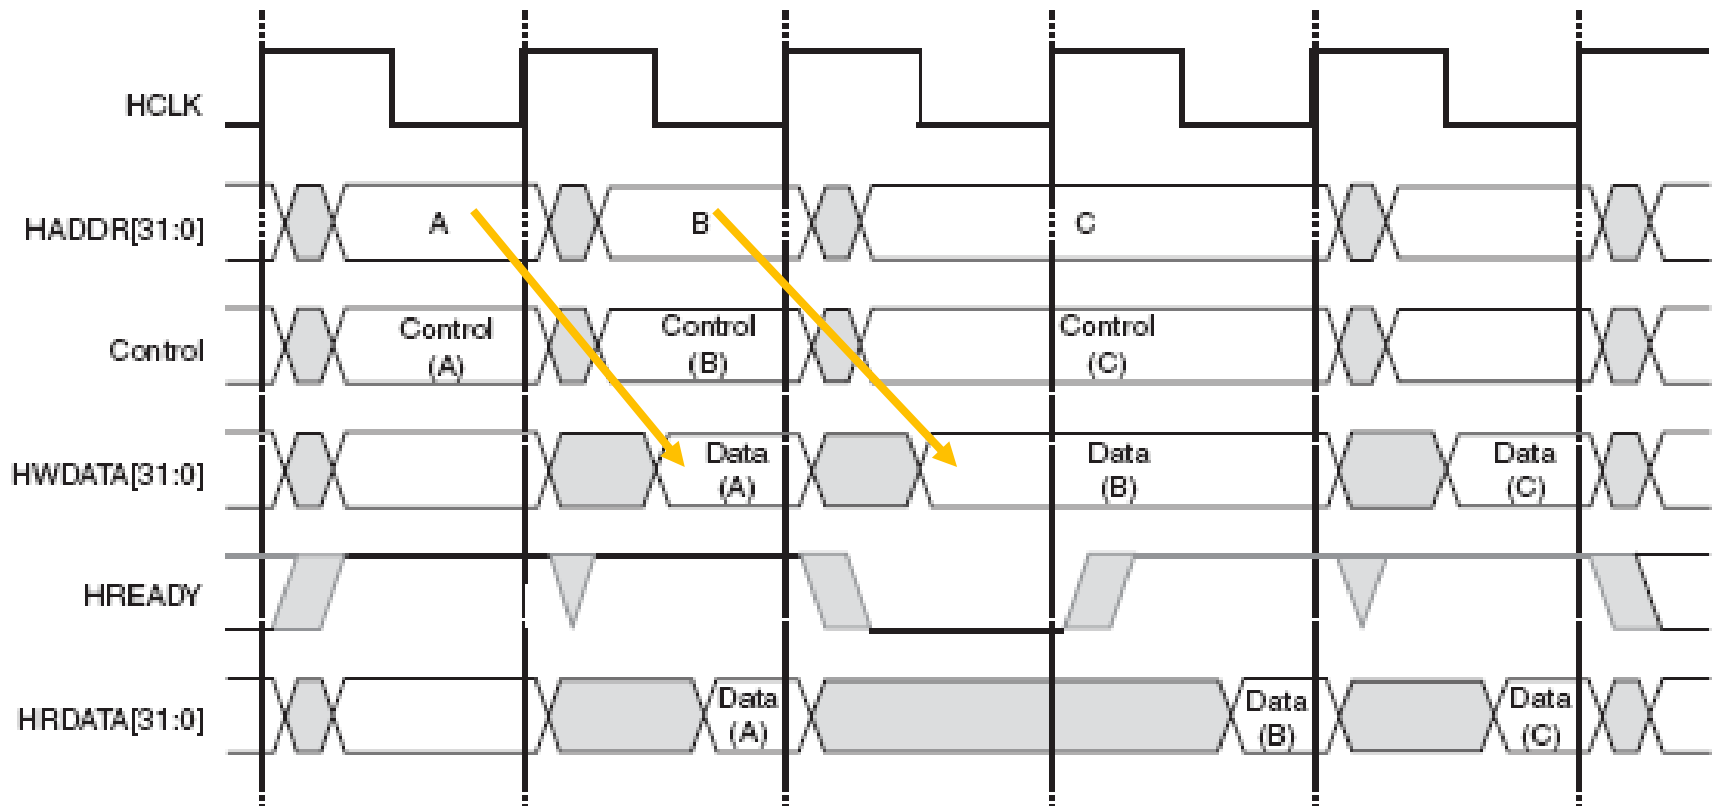 HCLK
HADDR[31:0]
A
B
C
Control
Control
(A)
Control
(B)
Control
(C)
HWDATA[31:0]
Data
(A)
Data
(B)
Data
(C)
HREADY
HRDATA[31:0]
Data
(A)
Data
(B)
Data
(C)